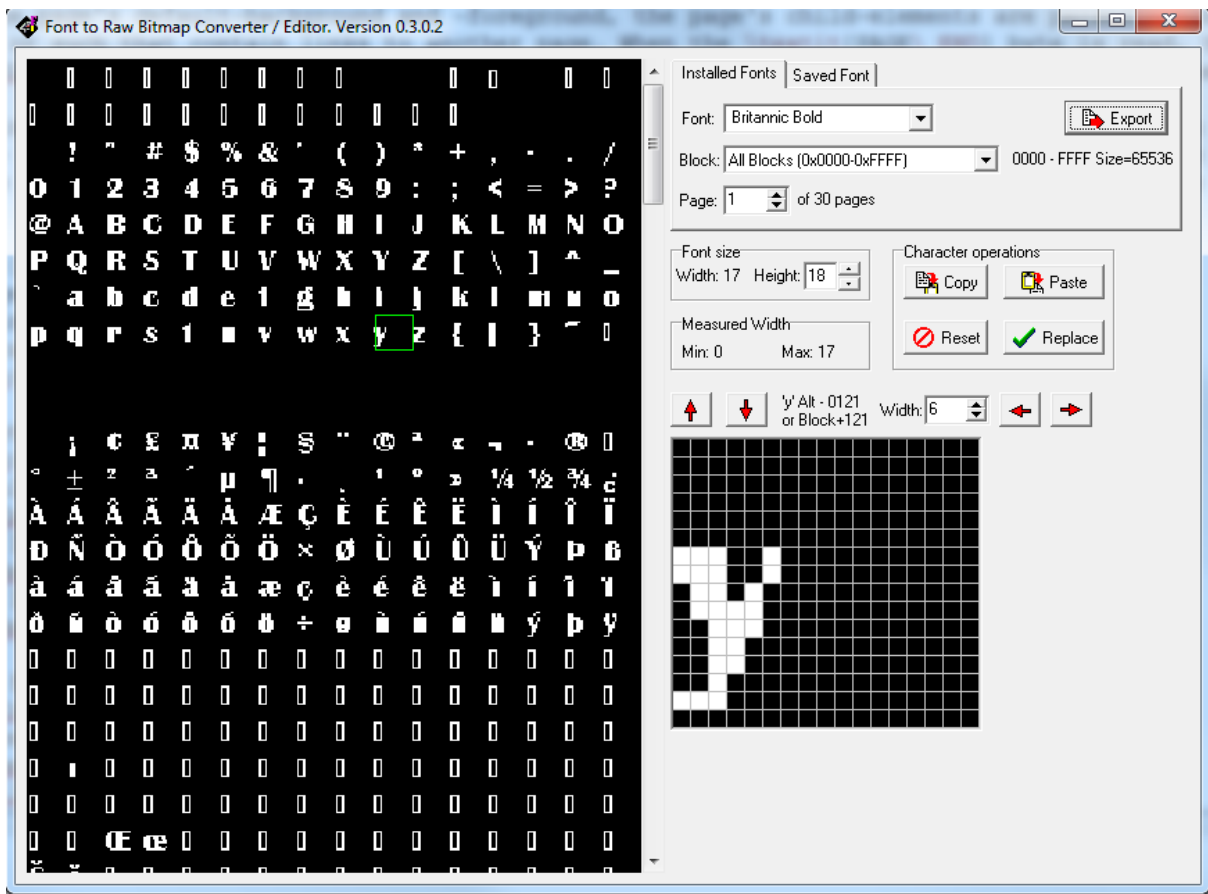 Font to Raw Bitmap Converter / Editor. Version 0.3.0.2
Installed Fonts
Saved Font
Font: Britannic Bold
Export
Block: All Blocks (0x0000-0xFFFF)
0000 - FFFF Size=65536
Page: 1 of 30 pages
Font size
Width: 17 Height: 18
Character operations
Copy
Paste
Measured Width
Min: 0 Max: 17
Reset
Replace
'y' Alt - 0121
or Block+121
Width: 6
! " # $ % & ' ( ) * + , - . /
0 1 2 3 4 5 6 7 8 9 : ; < = > ?
@ A B C D E F G H I J K L M N O
P Q R S T U V W X Y Z [ \ ] ^ _
` a b c d e f g h i j k l m n o
p q r s t u v w x y z { | } ~
¡ ¢ £ ¤ ¥ ¦ § ¨ © ª « ¬ - ®
° ± ² ³ ´ µ ¶ · ¸ ¹ º » ¼ ½ ¾ ¿
À Á Â Ã Ä Å Æ Ç È É Ê Ë Ì Í Î Ï
Ð Ñ Ò Ó Ô Õ Ö × Ø Ù Ú Û Ü Ý Þ ß
à á â ã ä å æ ç è é ê ë ì í î ï
ð ñ ò ó ô õ ö ÷ ø ù ú û ü ý þ ÿ
Œ œ